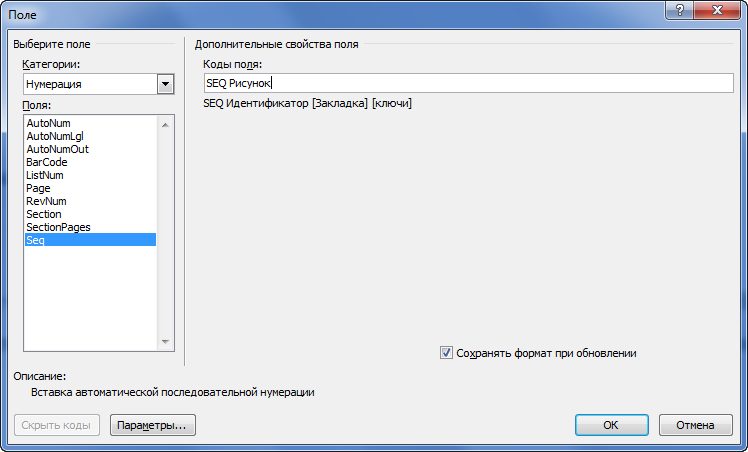 Поле
Выберите поле
Категории:
Нумерация
Поля:
AutoNum
AutoNumLgl
AutoNumOut
BarCode
ListNum
Page
RevNum
Section
SectionPages
Seq
Дополнительные свойства поля
Коды поля:
SEQ Рисунок
SEQ Идентификатор [Закладка] [ключи]
Сохранять формат при обновлении
Описание:
Вставка автоматической последовательной нумерации
Скрыть коды
Параметры...
ОК
Отмена